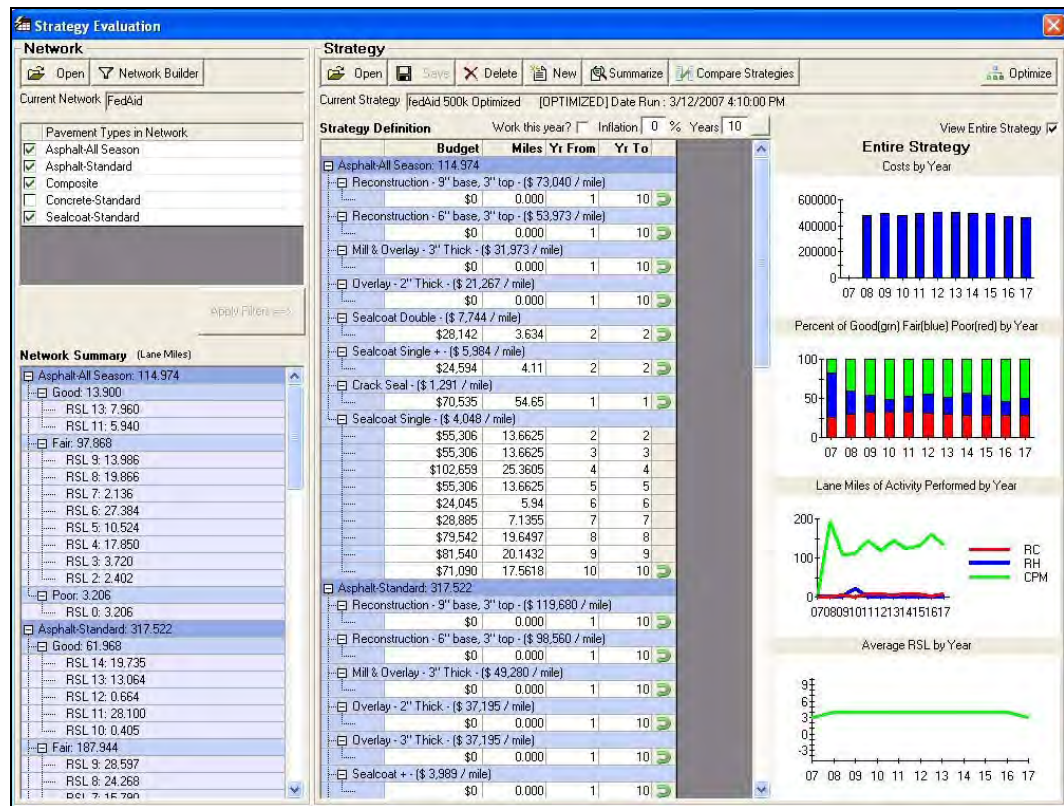 Strategy Evaluation
Network
Open Network Builder
Current Network FedAid
Pavement Types in Network
Asphalt-All Season
Asphalt-Standard
Composite
Concrete-Standard
Sealcoat-Standard
Apply Filters ==>
Network Summary (Lane Miles)
Asphalt-All Season: 114.974
Good: 13.900
RSL 13: 7.960
RSL 11: 5.940
Fair: 97.868
RSL 9: 13.986
RSL 8: 19.866
RSL 7: 2.136
RSL 6: 27.384
RSL 5: 10.524
RSL 4: 17.850
RSL 3: 3.720
RSL 2: 2.402
Poor: 3.206
RSL 0: 3.206
Asphalt-Standard: 317.522
Good: 61.968
RSL 14: 19.735
RSL 13: 13.064
RSL 12: 0.664
RSL 11: 28.100
RSL 10: 0.405
Fair: 187.944
RSL 9: 28.597
RSL 8: 24.268
RSL 7: 15.790
Strategy
Open Save Delete New Summarize Compare Strategies Optimize
Current Strategy fedAid 500k Optimized [OPTIMIZED] Date Run : 3/12/2007 4:10:00 PM
Strategy Definition Work this year? Inflation 0 % Years 10 ...
Budget Miles Yr From Yr To
Asphalt-All Season: 114.974
Reconstruction - 9" base, 3" top - ($ 73,040 / mile)
$0 0.000 1 10
Reconstruction - 6" base, 3" top - ($ 53,973 / mile)
$0 0.000 1 10
Mill & Overlay - 3" Thick - ($ 31,973 / mile)
$0 0.000 1 10
Overlay - 2" Thick - ($ 21,267 / mile)
$0 0.000 1 10
Sealcoat Double - ($ 7,744 / mile)
$28,142 3.634 2 2
Sealcoat Single + - ($ 5,984 / mile)
$24,594 4.11 2 2
Crack Seal - ($ 1,291 / mile)
$70,535 54.65 1 1
Sealcoat Single - ($ 4,048 / mile)
$55,306 13.6625 2 2
$55,306 13.6625 3 3
$102,659 25.3605 4 4
$55,306 13.6625 5 5
$24,045 5.94 6 6
$28,885 7.1355 7 7
$79,542 19.6497 8 8
$81,540 20.1432 9 9
$71,090 17.5618 10 10
Asphalt-Standard: 317.522
Reconstruction - 9" base, 3" top - ($ 119,680 / mile)
$0 0.000 1 10
Reconstruction - 6" base, 3" top - ($ 98,560 / mile)
$0 0.000 1 10
Mill & Overlay - 3" Thick - ($ 49,280 / mile)
$0 0.000 1 10
Overlay - 2" Thick - ($ 37,195 / mile)
$0 0.000 1 10
Overlay - 3" Thick - ($ 37,195 / mile)
$0 0.000 1 10
Sealcoat + - ($ 3,989 / mile)
$0 0.000 1 10
View Entire Strategy
Entire Strategy
Costs by Year
600000
400000
200000
0
07 08 09 10 11 12 13 14 15 16 17
Percent of Good(grn) Fair(blue) Poor(red) by Year
100
50
0
07 08 09 10 11 12 13 14 15 16 17
Lane Miles of Activity Performed by Year
200
100
0
RC
RH
CPM
0708091011121314151617
Average RSL by Year
9
6
3
0
-3
07 08 09 10 11 12 13 14 15 16 17